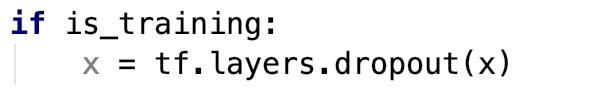 if is_training:
    x = tf.layers.dropout(x)